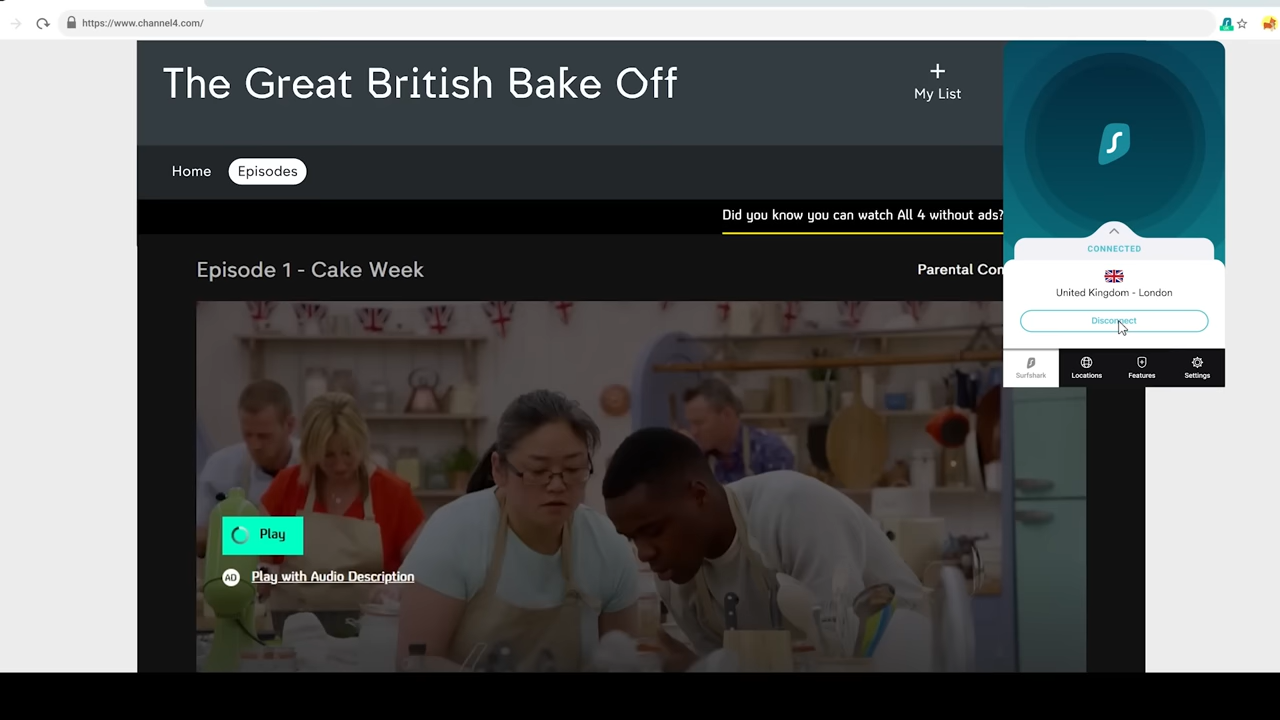 https://www.channel4.com/
The Great British Bake Off
My List
Home
Episodes
Did you know you can watch All 4 without ads?
Episode 1 - Cake Week
Parental Con
Play
AD
Play with Audio Description
CONNECTED
United Kingdom - London
Disconnect
Surfshark
Locations
Features
Settings